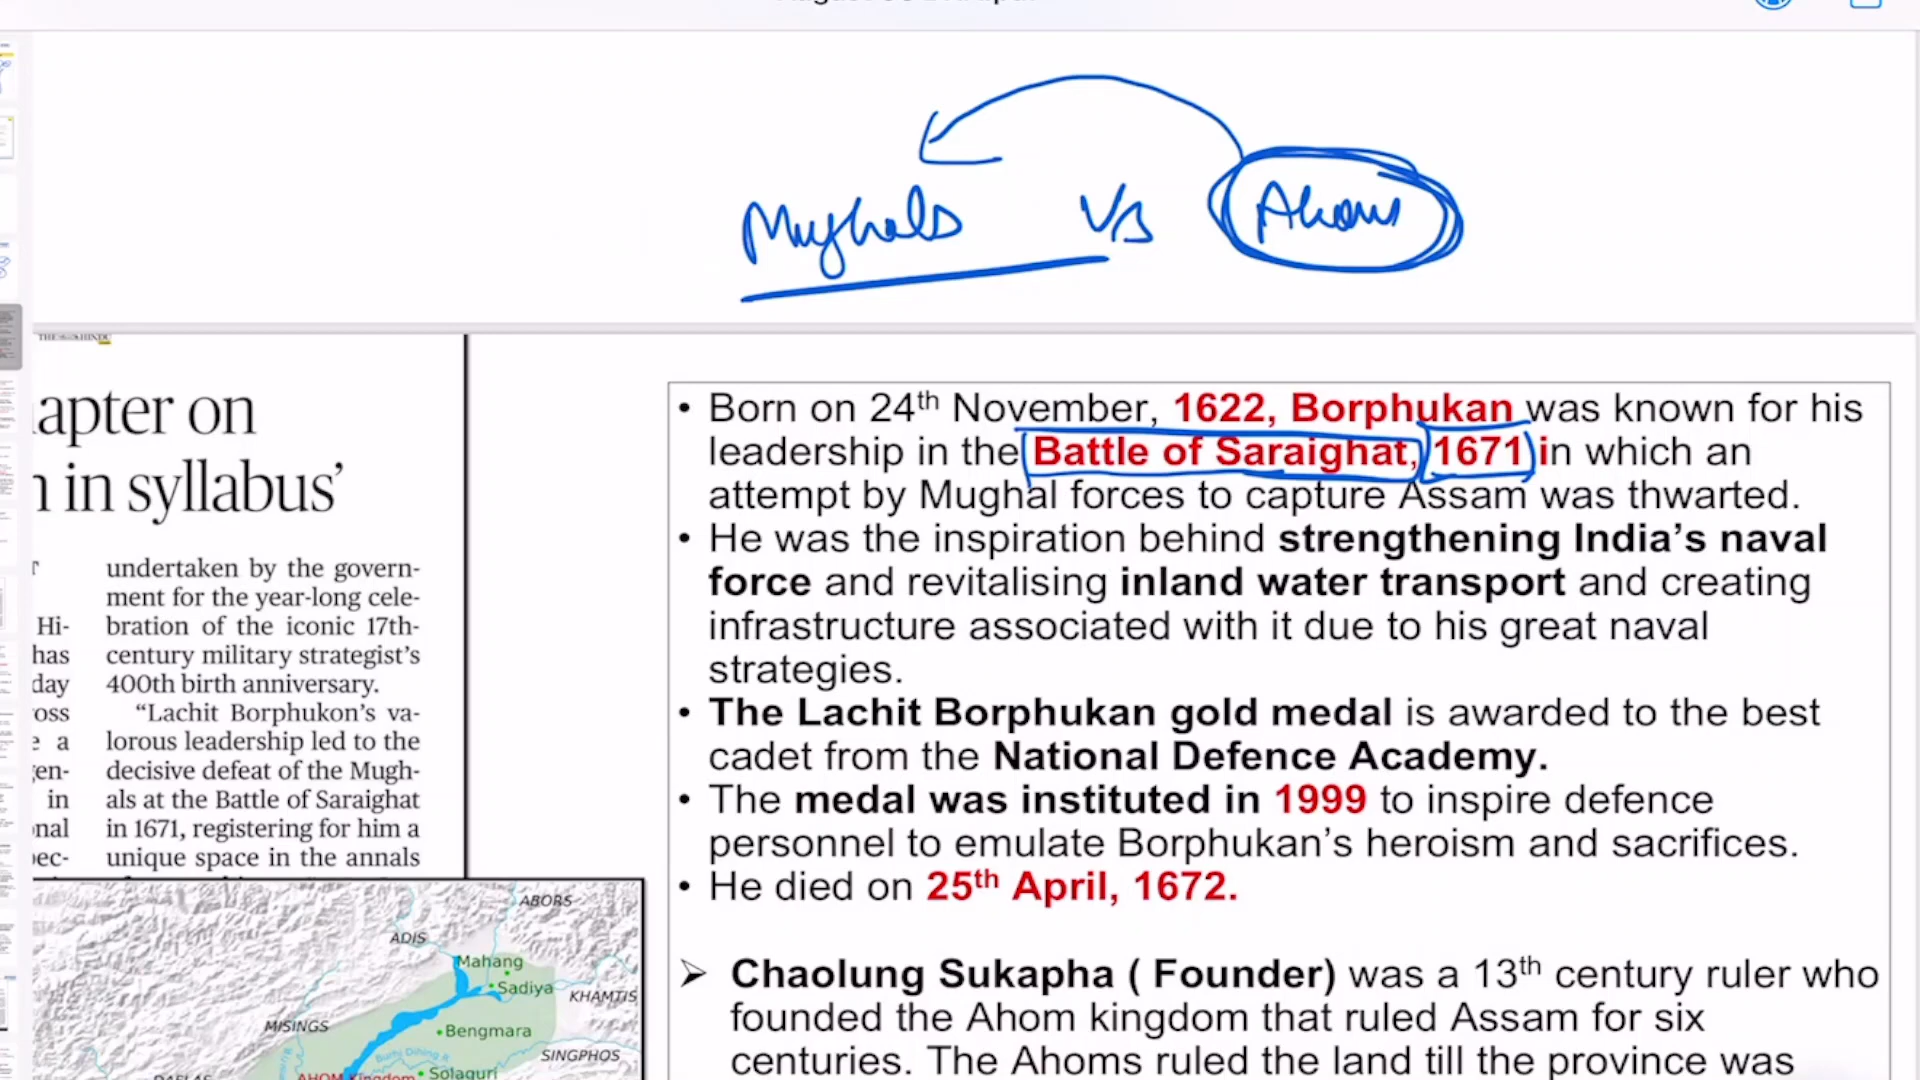 Mughals Vs Ahoms
THE HINDU
apter on
n in syllabus’
undertaken by the govern-
ment for the year-long cele-
Hi- bration of the iconic 17th-
has century military strategist’s
day 400th birth anniversary.
oss “Lachit Borphukon’s va-
e a lorous leadership led to the
gen- decisive defeat of the Mugh-
in als at the Battle of Saraighat
onal in 1671, registering for him a
pec- unique space in the annals
• Born on 24th November, 1622, Borphukan was known for his
leadership in the Battle of Saraighat, 1671 in which an
attempt by Mughal forces to capture Assam was thwarted.
• He was the inspiration behind strengthening India’s naval
force and revitalising inland water transport and creating
infrastructure associated with it due to his great naval
strategies.
• The Lachit Borphukan gold medal is awarded to the best
cadet from the National Defence Academy.
• The medal was instituted in 1999 to inspire defence
personnel to emulate Borphukan’s heroism and sacrifices.
• He died on 25th April, 1672.
➢ Chaolung Sukapha ( Founder) was a 13th century ruler who
founded the Ahom kingdom that ruled Assam for six
centuries. The Ahoms ruled the land till the province was
ABORS
ADIS
Mahang
Sadiya
KHAMTIS
MISINGS
Bengmara
Burhi Dihing R.
SINGPHOS
AHOM Kingdom
Solaguri